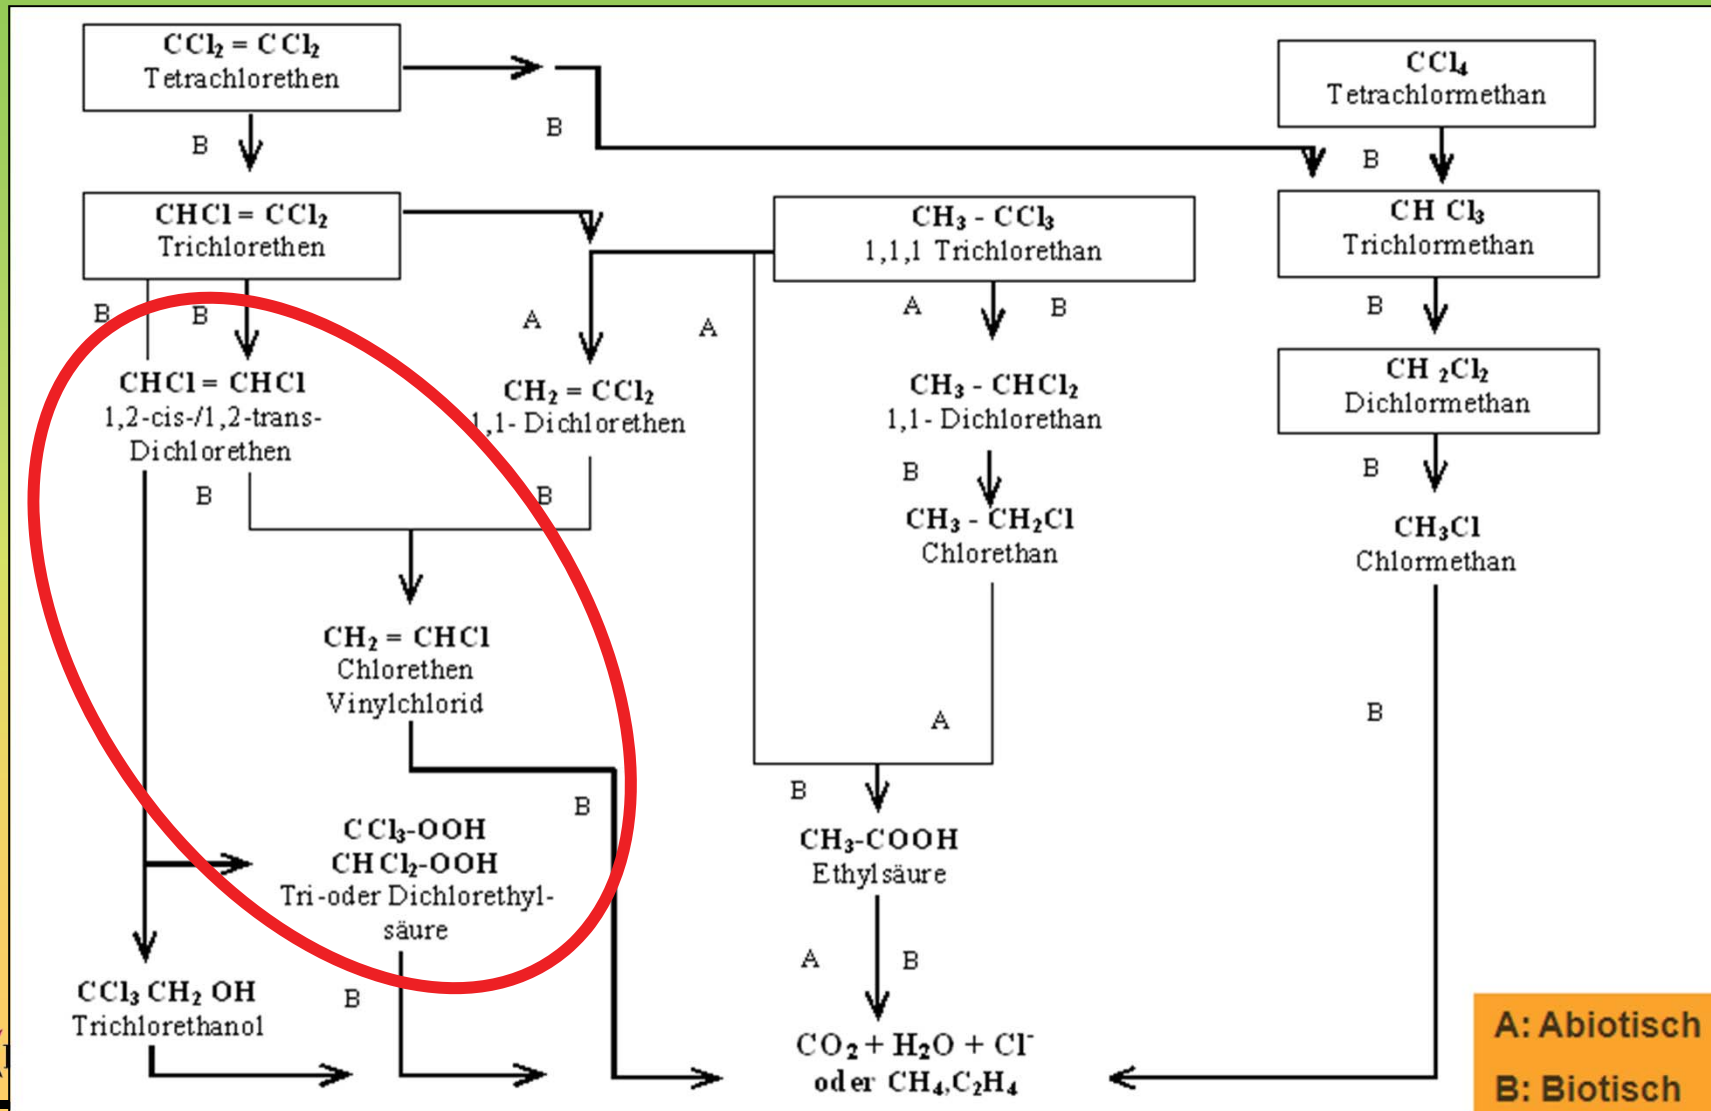 CCl₂ = CCl₂
Tetrachlorethen
CCl₄
Tetrachlormethan
B
B
B
CHCl = CCl₂
Trichlorethen
CH₃ - CCl₃
1,1,1 Trichlorethan
CH Cl₃
Trichlormethan
B
B
A
A
A
B
B
CHCl = CHCl
1,2-cis-/1,2-trans-
Dichlorethen
CH₂ = CCl₂
1,1- Dichlorethen
CH₃ - CHCl₂
1,1- Dichlorethan
CH ₂Cl₂
Dichlormethan
B
B
B
B
CH₃ - CH₂Cl
Chlorethan
CH₃Cl
Chlormethan
CH₂ = CHCl
Chlorethen
Vinylchlorid
A
B
B
B
CCl₃-OOH
CHCl₂-OOH
Tri-oder Dichlorethyl-
säure
CH₃-COOH
Ethylsäure
A
B
CCl₃ CH₂ OH
Trichlorethanol
B
CO₂ + H₂O + Cl⁻
oder CH₄,C₂H₄
A: Abiotisch
B: Biotisch